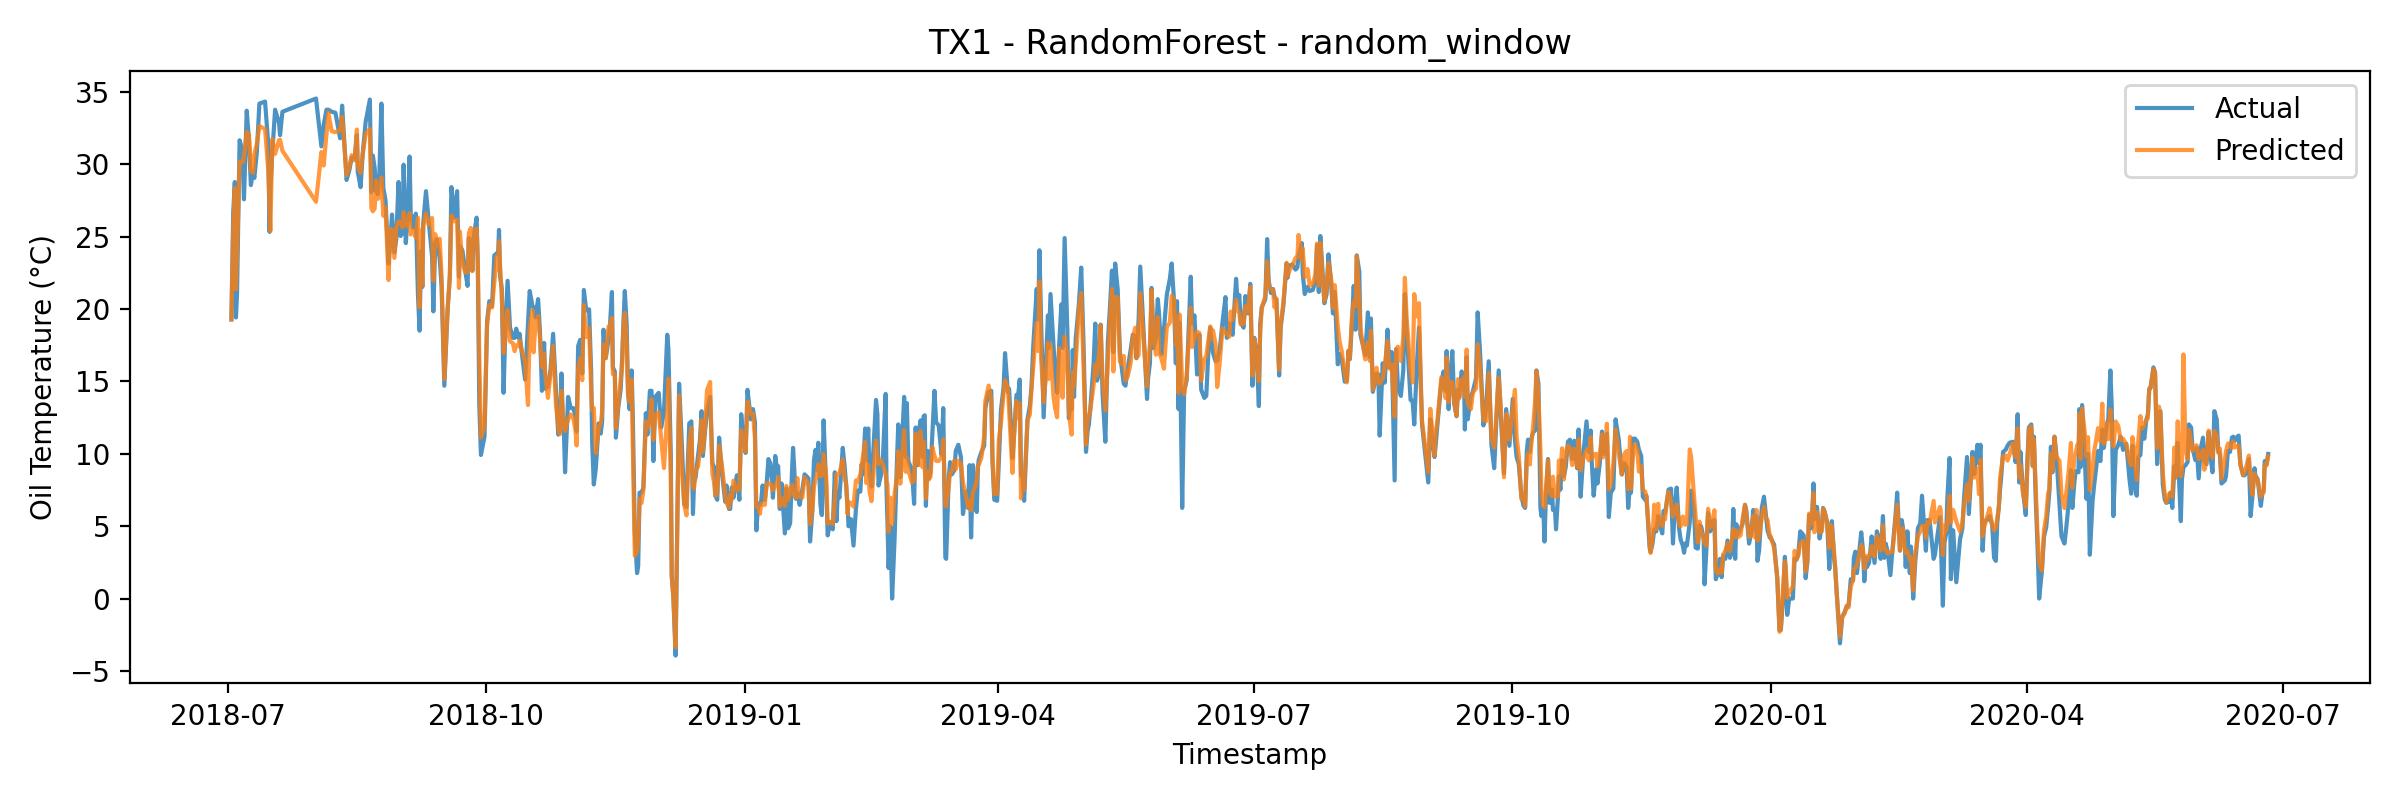 TX1 - RandomForest - random_window
Actual
Predicted
Oil Temperature (°C)
35
30
25
20
15
10
5
0
−5
2018-07 2018-10 2019-01 2019-04 2019-07 2019-10 2020-01 2020-04 2020-07
Timestamp